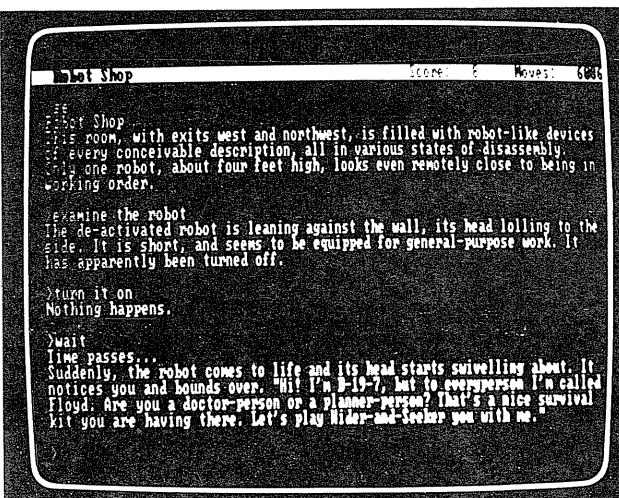 Robot Shop Score: Moves: 6086
Robot Shop
This room, with exits west and northwest, is filled with robot-like devices
of every conceivable description, all in various states of disassembly.
Only one robot, about four feet high, looks even remotely close to being in
working order.
>examine the robot
The de-activated robot is leaning against the wall, its head lolling to the
side. It is short, and seems to be equipped for general-purpose work. It
has apparently been turned off.
>turn it on
Nothing happens.
>wait
Time passes...
Suddenly, the robot comes to life and its head starts swivelling about. It
notices you and bounds over. "Hi! I'm B-19-7, but to everyperson I'm called
Floyd. Are you a doctor-person or a planner-person? That's a nice survival
kit you are having there. Let's play Hider-and-Seeker you with me."
>